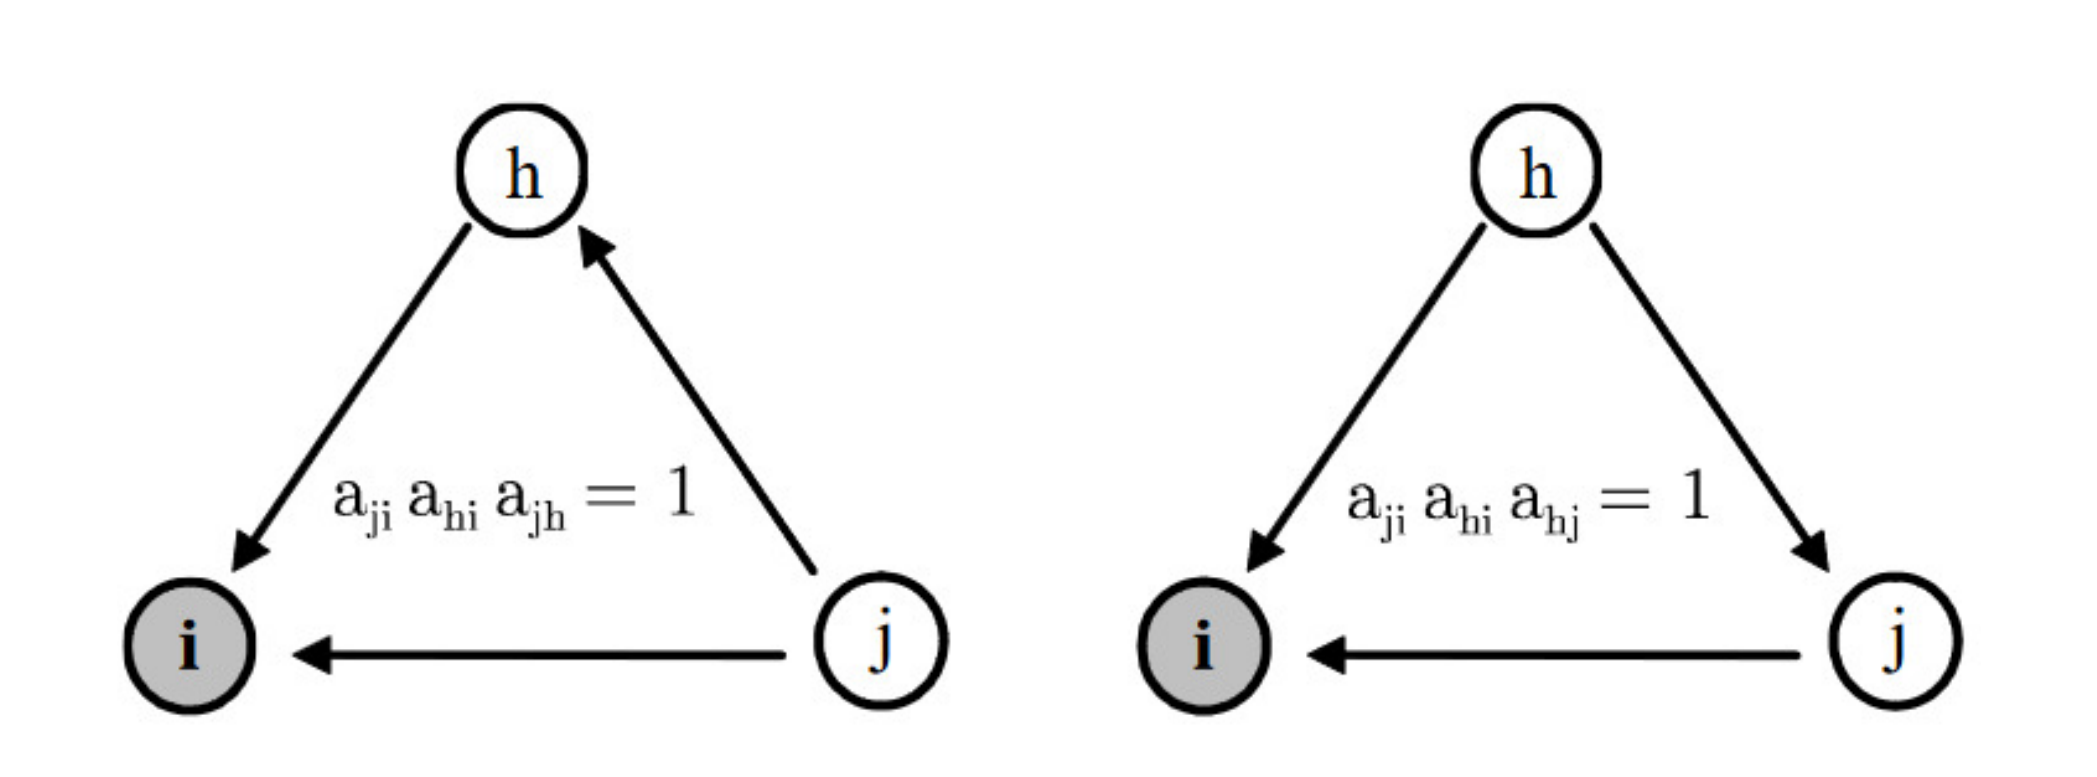 h
h
a_ji a_hi a_jh = 1
a_ji a_hi a_hj = 1
i
j
i
j